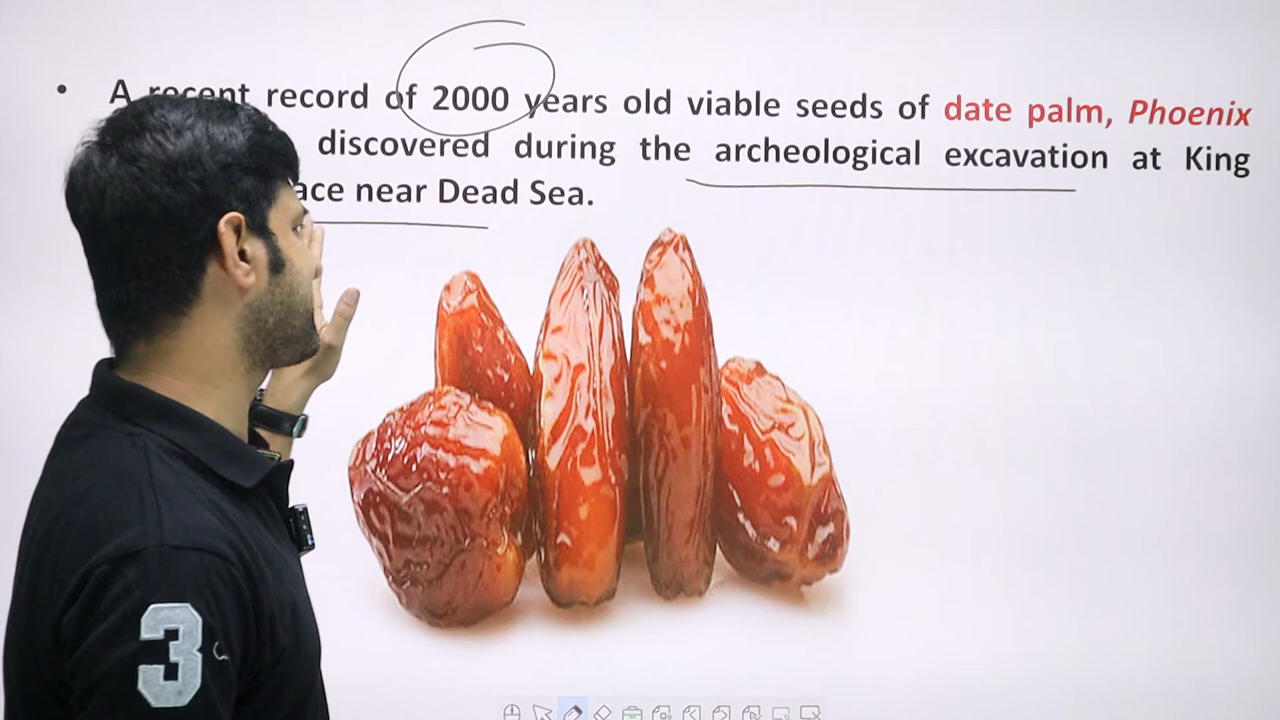 • A recent record of 2000 years old viable seeds of date palm, Phoenix
discovered during the archeological excavation at King
ace near Dead Sea.
3